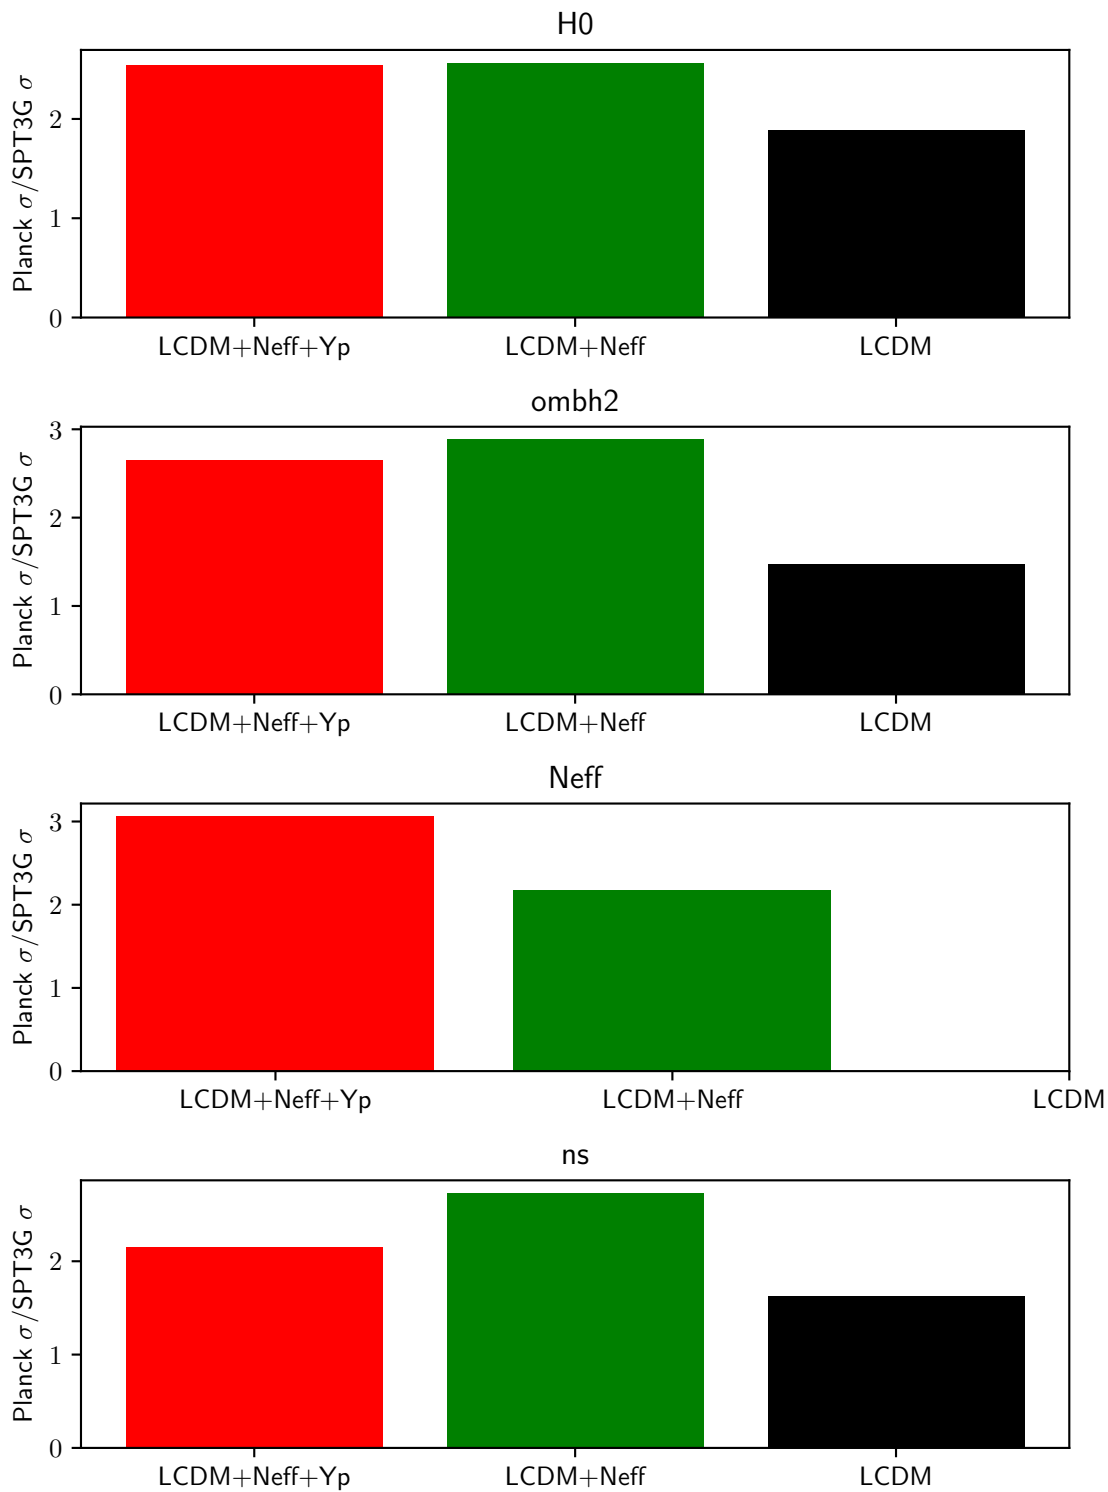 H0
Planck σ/SPT3G σ
2
1
0
LCDM+Neff+Yp LCDM+Neff LCDM
ombh2
Planck σ/SPT3G σ
3
2
1
0
LCDM+Neff+Yp LCDM+Neff LCDM
Neff
Planck σ/SPT3G σ
3
2
1
0
LCDM+Neff+Yp LCDM+Neff LCDM
ns
Planck σ/SPT3G σ
2
1
0
LCDM+Neff+Yp LCDM+Neff LCDM